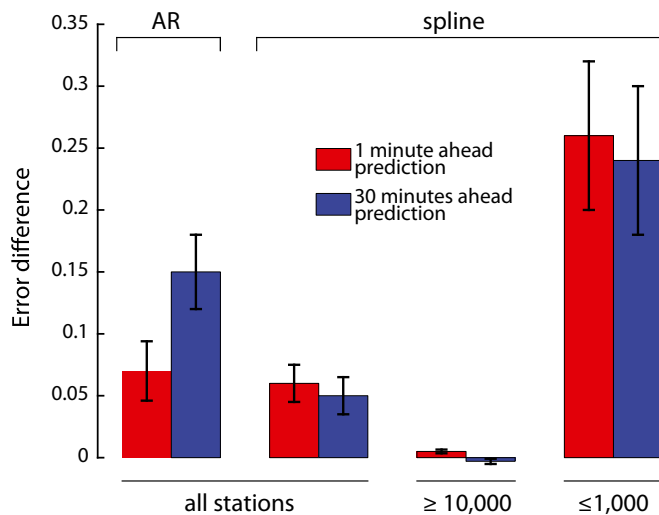 AR
spline
0.35
0.3
0.25
0.2
0.15
0.1
0.05
0
Error difference
1 minute ahead
prediction
30 minutes ahead
prediction
all stations
≥ 10,000
≤1,000